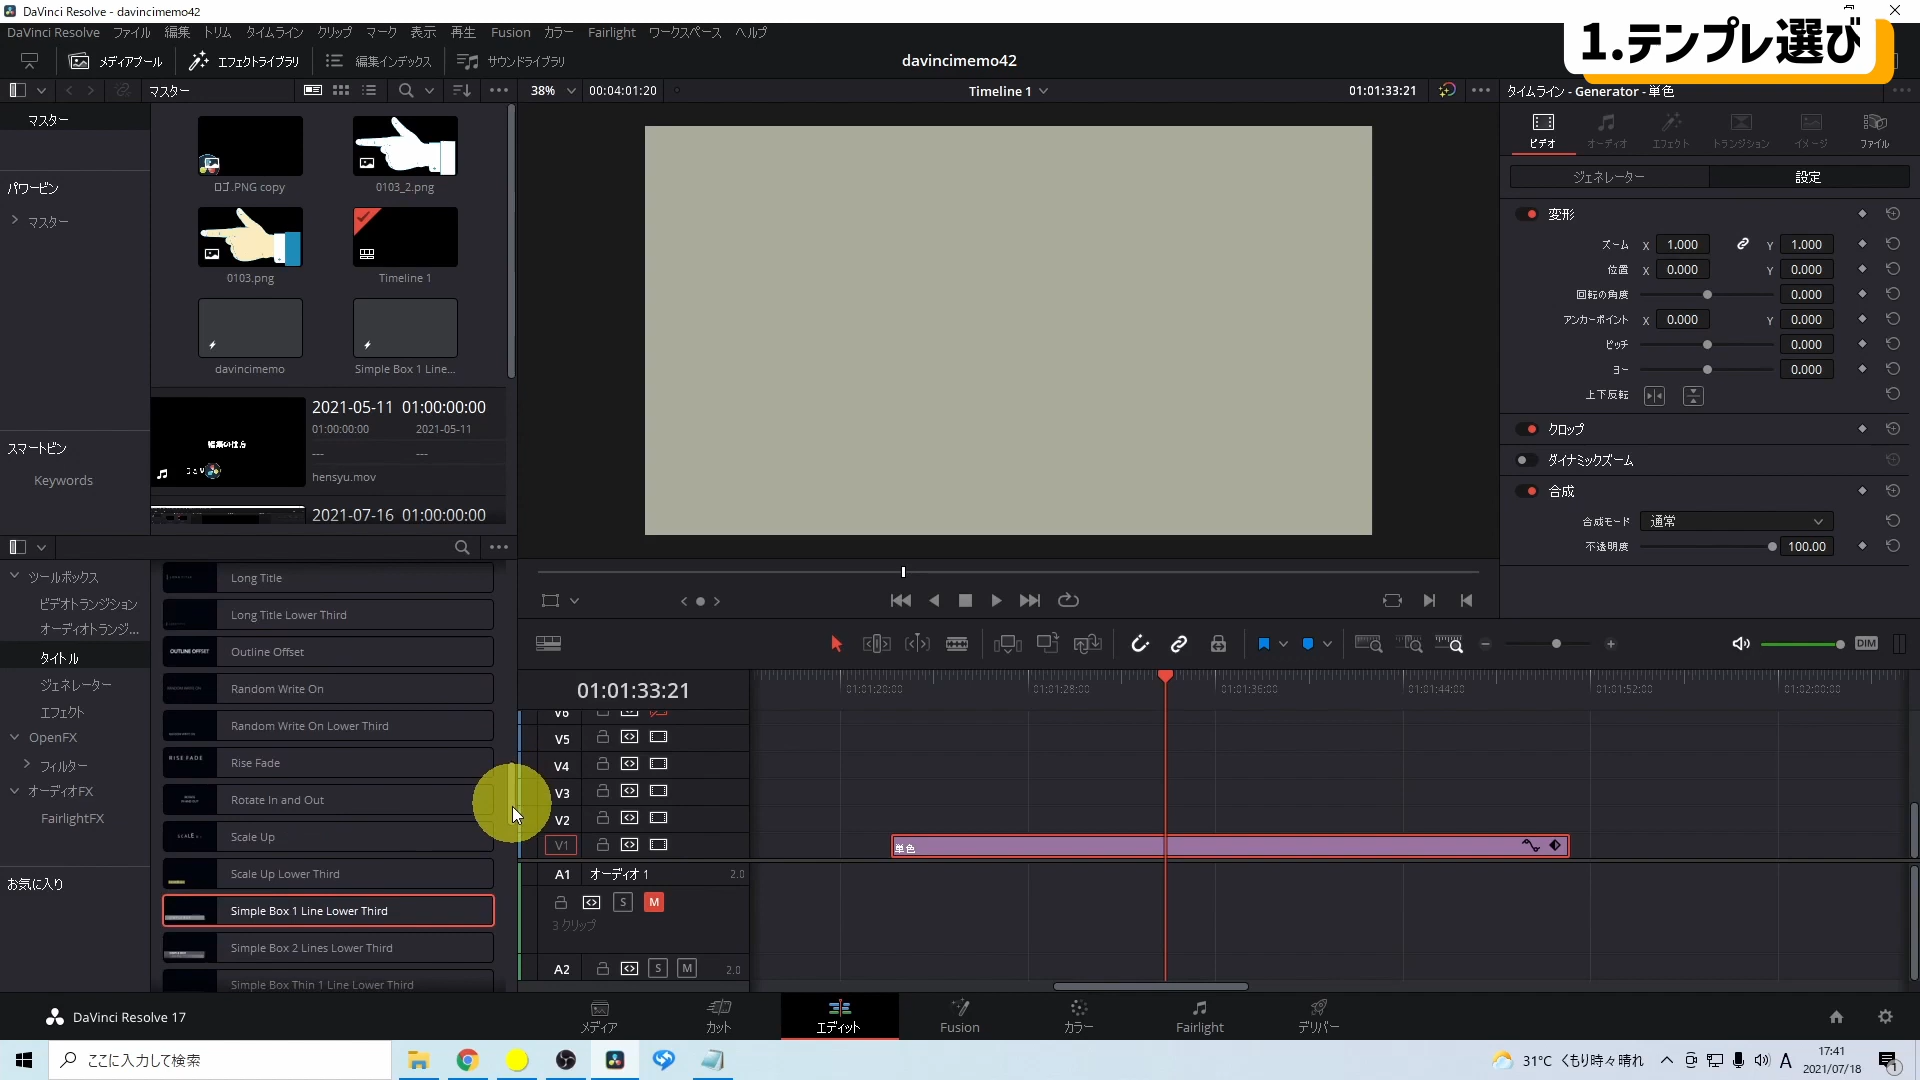 DaVinci Resolve - davincimemo42
DaVinci Resolve ファイル 編集 トリム タイムライン クリップ マーク 表示 再生 Fusion カラー Fairlight ワークスペース ヘルプ
1.テンプレ選び
メディアプール エフェクトライブラリ 編集インデックス サウンドライブラリ
davincimemo42
マスター
38% 00:04:01:20 Timeline 1 01:01:33:21
タイムライン - Generator - 単色
マスター
パワービン
マスター
スマートビン
Keywords
ロゴ.PNG copy
0103_2.png
0103.png
Timeline 1
davincimemo
Simple Box 1 Line...
編集の仕方
2021-05-11 01:00:00:00
01:00:00:00 2021-05-11
--- ---
hensyu.mov
2021-07-16 01:00:00:00
ビデオ オーディオ エフェクト トランジション イメージ ファイル
ジェネレーター 設定
変形
ズーム X 1.000 Y 1.000
位置 X 0.000 Y 0.000
回転の角度 0.000
アンカーポイント X 0.000 Y 0.000
ピッチ 0.000
ヨー 0.000
上下反転
クロップ
ダイナミックズーム
合成
合成モード 通常
不透明度 100.00
ツールボックス
ビデオトランジション
オーディオトランジ...
タイトル
ジェネレーター
エフェクト
OpenFX
フィルター
オーディオFX
FairlightFX
お気に入り
Long Title
Long Title Lower Third
OUTLINE OFFSET Outline Offset
Random Write On
Random Write On Lower Third
RISE FADE Rise Fade
Rotate In and Out
Scale Up
Scale Up Lower Third
Simple Box 1 Line Lower Third
Simple Box 2 Lines Lower Third
Simple Box Thin 1 Line Lower Third
DIM
01:01:33:21
01:01:20:00 01:01:28:00 01:01:36:00 01:01:44:00 01:01:52:00 01:02:00:00
V6
V5
V4
V3
V2
V1
単色
A1 オーディオ 1 2.0
S M
3 クリップ
A2 S M 2.0
DaVinci Resolve 17
メディア カット エディット Fusion カラー Fairlight デリバー
ここに入力して検索
31°C くもり時々晴れ
A
17:41
2021/07/18
1